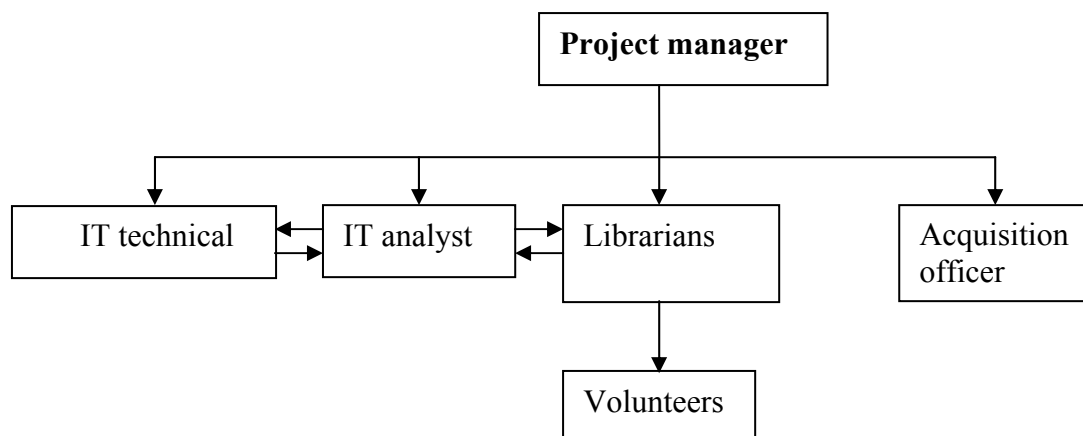 Project manager
IT technical
IT analyst
Librarians
Acquisition
officer
Volunteers